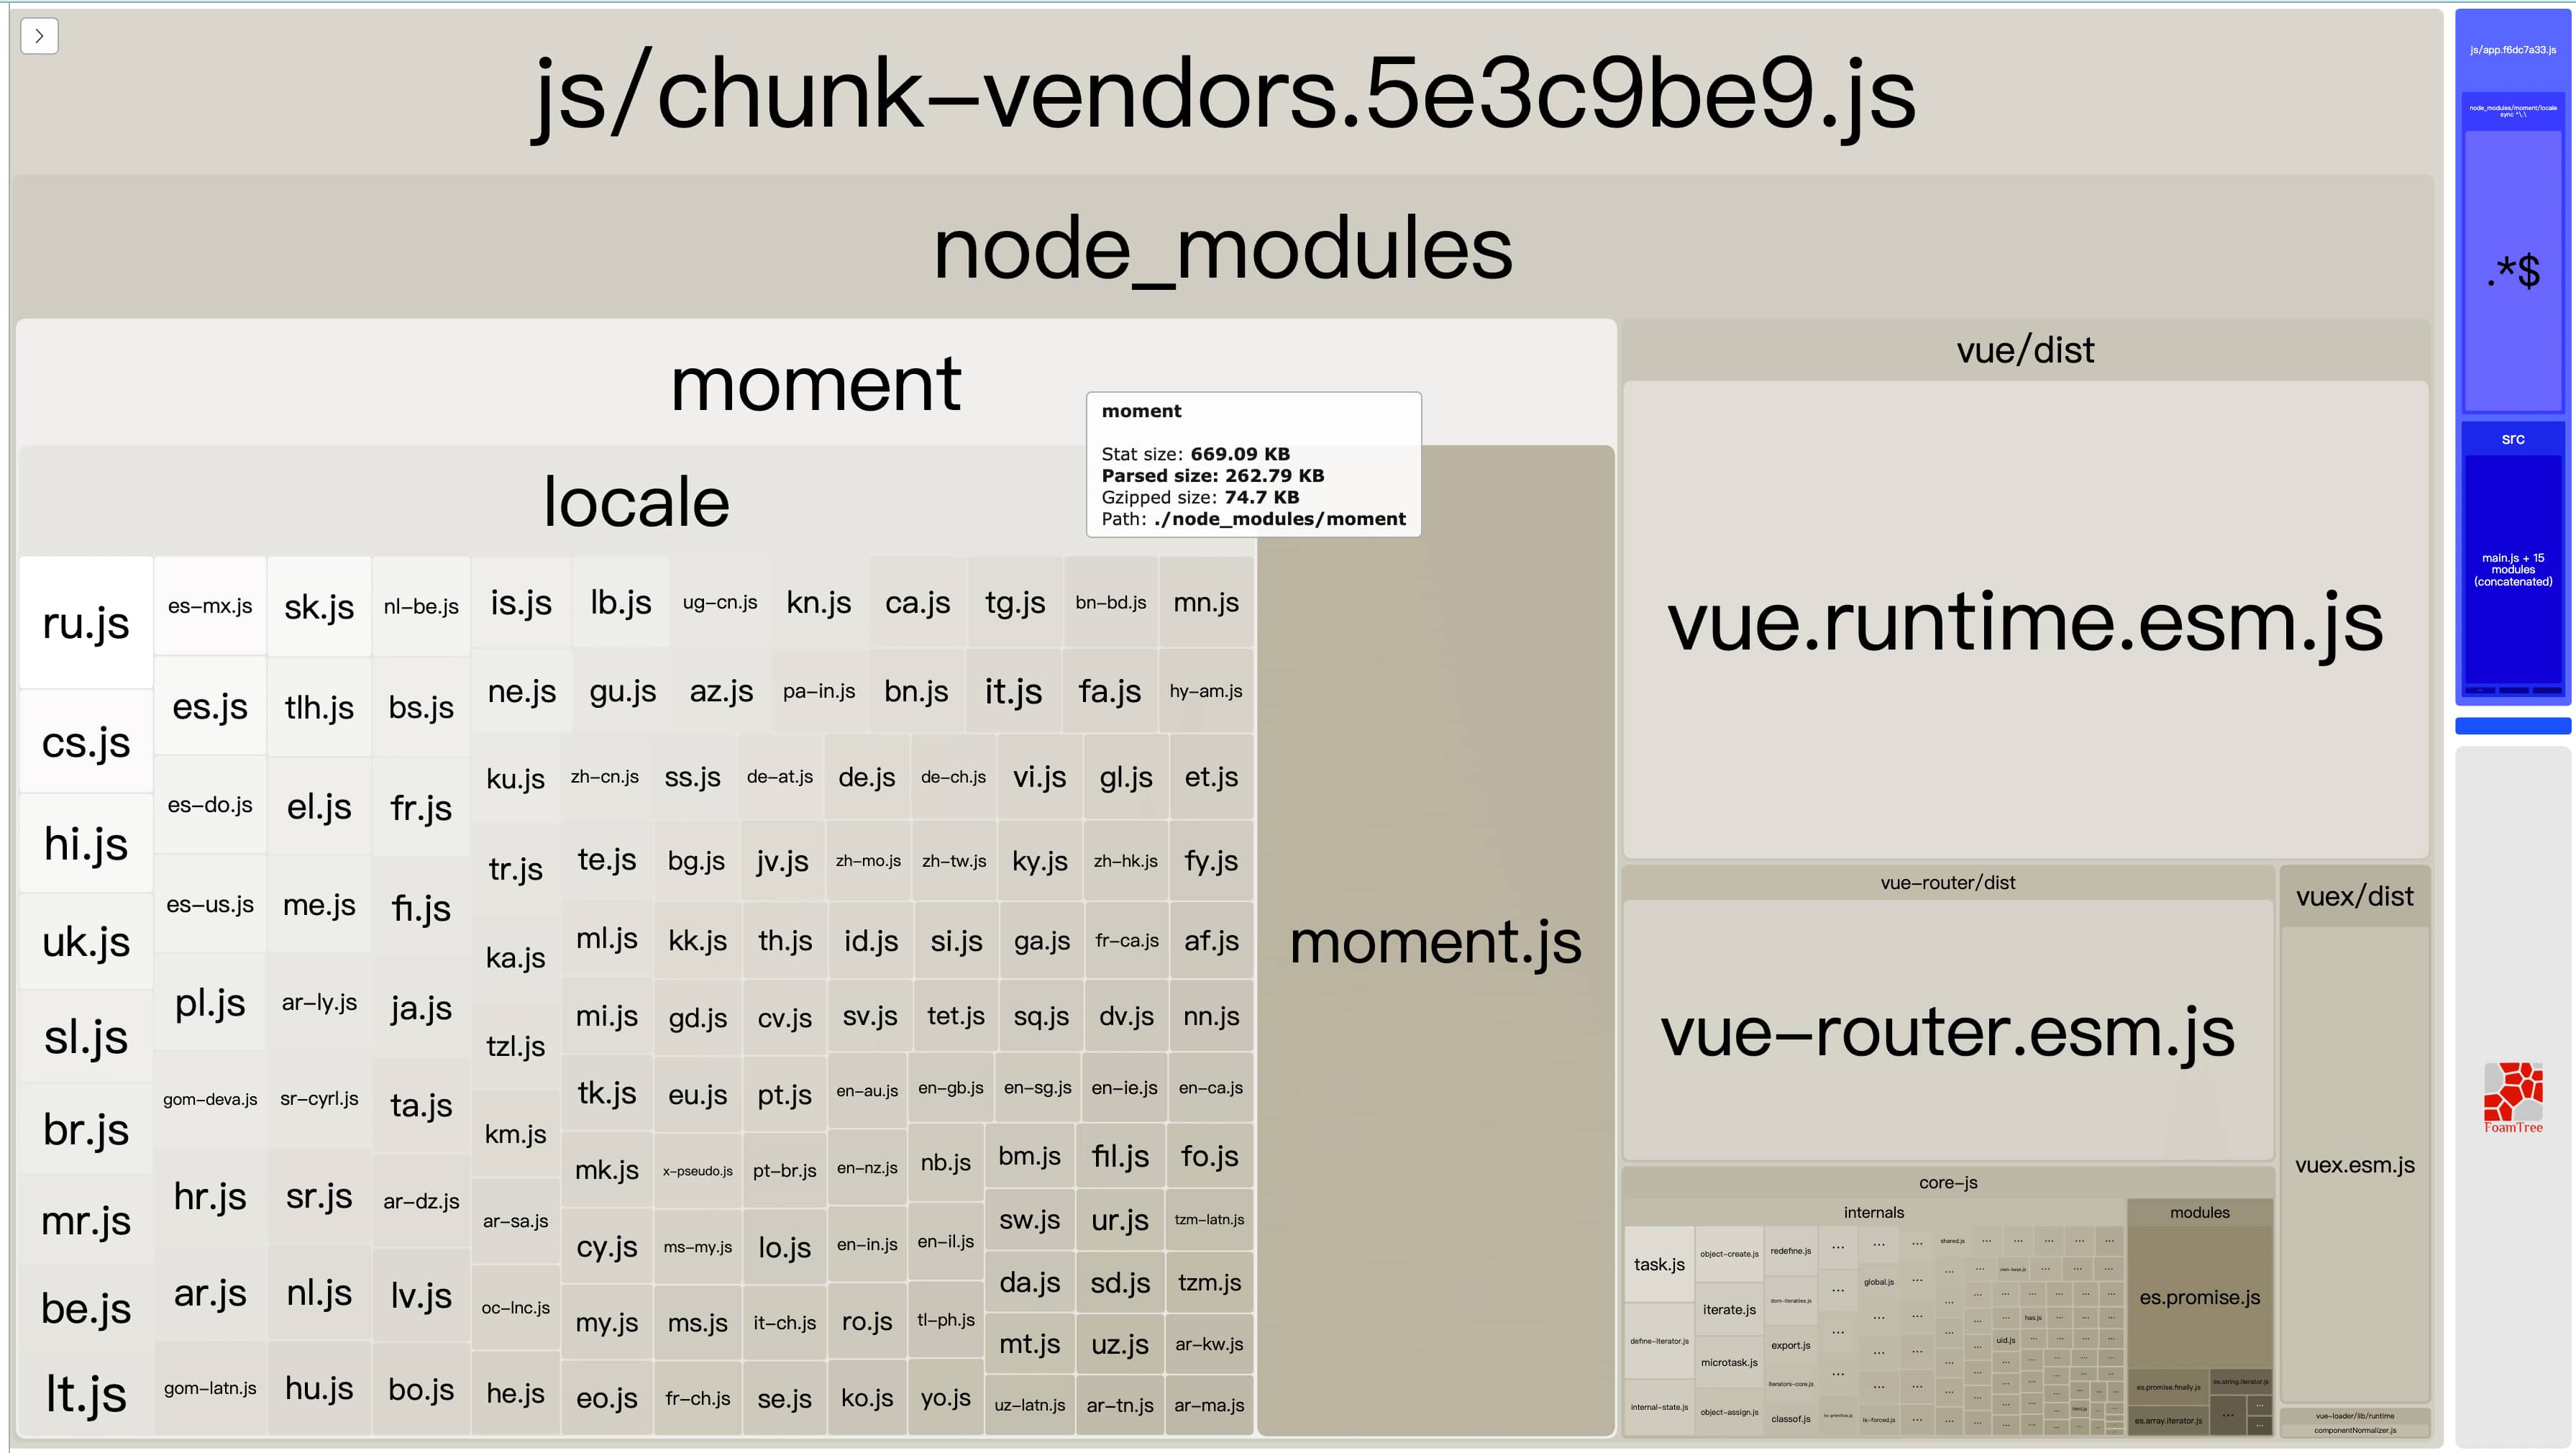 js/chunk-vendors.5e3c9be9.js
node_modules
moment
locale
moment
Stat size: 669.09 KB
Parsed size: 262.79 KB
Gzipped size: 74.7 KB
Path: ./node_modules/moment
ru.js
cs.js
hi.js
uk.js
sl.js
br.js
mr.js
be.js
lt.js
es-mx.js
es.js
es-do.js
es-us.js
pl.js
gom-deva.js
hr.js
ar.js
gom-latn.js
sk.js
tlh.js
el.js
me.js
ar-ly.js
sr-cyrl.js
sr.js
nl.js
hu.js
nl-be.js
bs.js
fr.js
fi.js
ja.js
ta.js
ar-dz.js
lv.js
bo.js
is.js
lb.js
ug-cn.js
kn.js
ca.js
tg.js
bn-bd.js
mn.js
ne.js
gu.js
az.js
pa-in.js
bn.js
it.js
fa.js
hy-am.js
ku.js
tr.js
ka.js
tzl.js
km.js
ar-sa.js
oc-lnc.js
he.js
zh-cn.js
ss.js
de-at.js
de.js
de-ch.js
vi.js
gl.js
et.js
te.js
bg.js
jv.js
zh-mo.js
zh-tw.js
ky.js
zh-hk.js
fy.js
ml.js
kk.js
th.js
id.js
si.js
ga.js
fr-ca.js
af.js
mi.js
gd.js
cv.js
sv.js
tet.js
sq.js
dv.js
nn.js
tk.js
eu.js
pt.js
en-au.js
en-gb.js
en-sg.js
en-ie.js
en-ca.js
mk.js
x-pseudo.js
pt-br.js
en-nz.js
nb.js
bm.js
fil.js
fo.js
cy.js
ms-my.js
lo.js
en-in.js
en-il.js
sw.js
ur.js
tzm-latn.js
my.js
ms.js
it-ch.js
ro.js
tl-ph.js
da.js
sd.js
tzm.js
mt.js
uz.js
ar-kw.js
eo.js
fr-ch.js
se.js
ko.js
yo.js
uz-latn.js
ar-tn.js
ar-ma.js
moment.js
vue/dist
vue.runtime.esm.js
vue-router/dist
vue-router.esm.js
vuex/dist
vuex.esm.js
core-js
internals
task.js
define-iterator.js
internal-state.js
object-create.js
iterate.js
microtask.js
object-assign.js
redefine.js
dom-iterables.js
export.js
iterators-core.js
classof.js
global.js
is-forced.js
shared.js
has.js
uid.js
modules
es.promise.js
es.promise.finally.js
es.string.iterator.js
es.array.iterator.js
vue-loader/lib/runtime
componentNormalizer.js
js/app.f6dc7a33.js
node_modules/moment/locale
sync ^\.\
.*$
src
main.js + 15
modules
(concatenated)
FoamTree